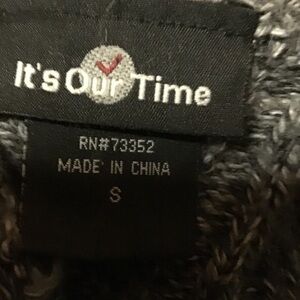 It's Our Time
RN#73352
MADE IN CHINA
S